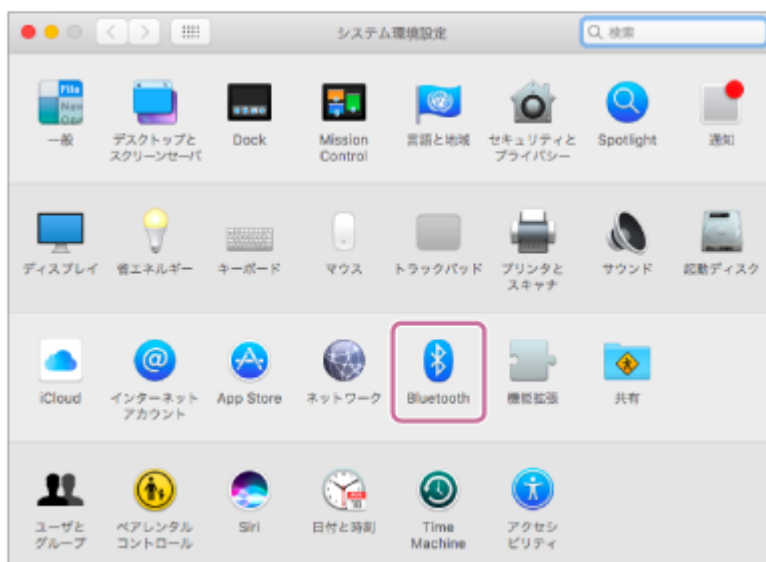 システム環境設定
検索
File
New
Ope
一般
デスクトップと
スクリーンセーバ
Dock
Mission
Control
言語と地域
セキュリティと
プライバシー
Spotlight
通知
ディスプレイ
省エネルギー
キーボード
マウス
トラックパッド
プリンタと
スキャナ
サウンド
起動ディスク
iCloud
インターネット
アカウント
App Store
ネットワーク
Bluetooth
機能拡張
共有
ユーザと
グループ
ペアレンタル
コントロール
Siri
日付と時刻
Time
Machine
アクセシ
ビリティ